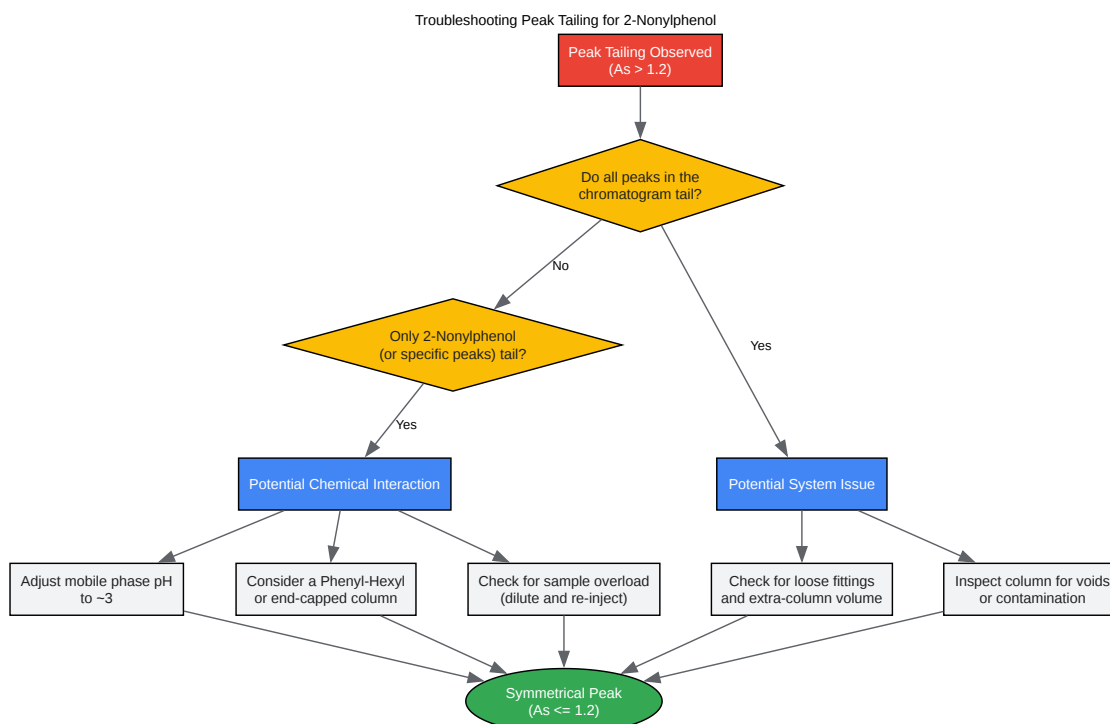 Troubleshooting Peak Tailing for 2-Nonylphenol
Peak Tailing Observed
(As > 1.2)
Do all peaks in the
chromatogram tail?
No
Only 2-Nonylphenol
(or specific peaks) tail?
Yes
Yes
Potential Chemical Interaction
Potential System Issue
Adjust mobile phase pH
to ~3
Consider a Phenyl-Hexyl
or end-capped column
Check for sample overload
(dilute and re-inject)
Check for loose fittings
and extra-column volume
Inspect column for voids
or contamination
Symmetrical Peak
(As <= 1.2)